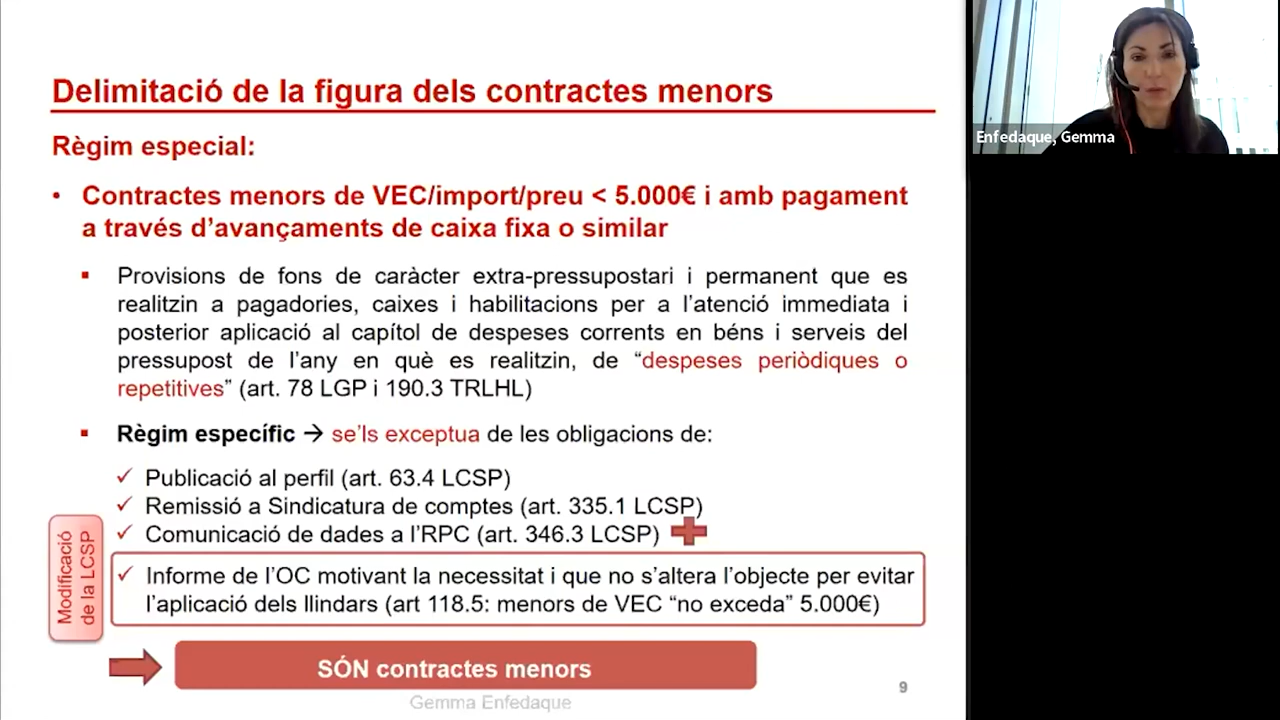 Delimitació de la figura dels contractes menors
Enfedaque, Gemma
Règim especial:
• Contractes menors de VEC/import/preu < 5.000€ i amb pagament
a través d’avançaments de caixa fixa o similar
▪ Provisions de fons de caràcter extra-pressupostari i permanent que es
realitzin a pagadories, caixes i habilitacions per a l’atenció immediata i
posterior aplicació al capítol de despeses corrents en béns i serveis del
pressupost de l’any en què es realitzin, de “despeses periòdiques o
repetitives” (art. 78 LGP i 190.3 TRLHL)
▪ Règim específic → se’ls exceptua de les obligacions de:
✓ Publicació al perfil (art. 63.4 LCSP)
✓ Remissió a Sindicatura de comptes (art. 335.1 LCSP)
✓ Comunicació de dades a l’RPC (art. 346.3 LCSP)
Modificació
de la LCSP
✓ Informe de l’OC motivant la necessitat i que no s’altera l’objecte per evitar
l’aplicació dels llindars (art 118.5: menors de VEC “no exceda” 5.000€)
SÓN contractes menors
9
Gemma Enfedaque